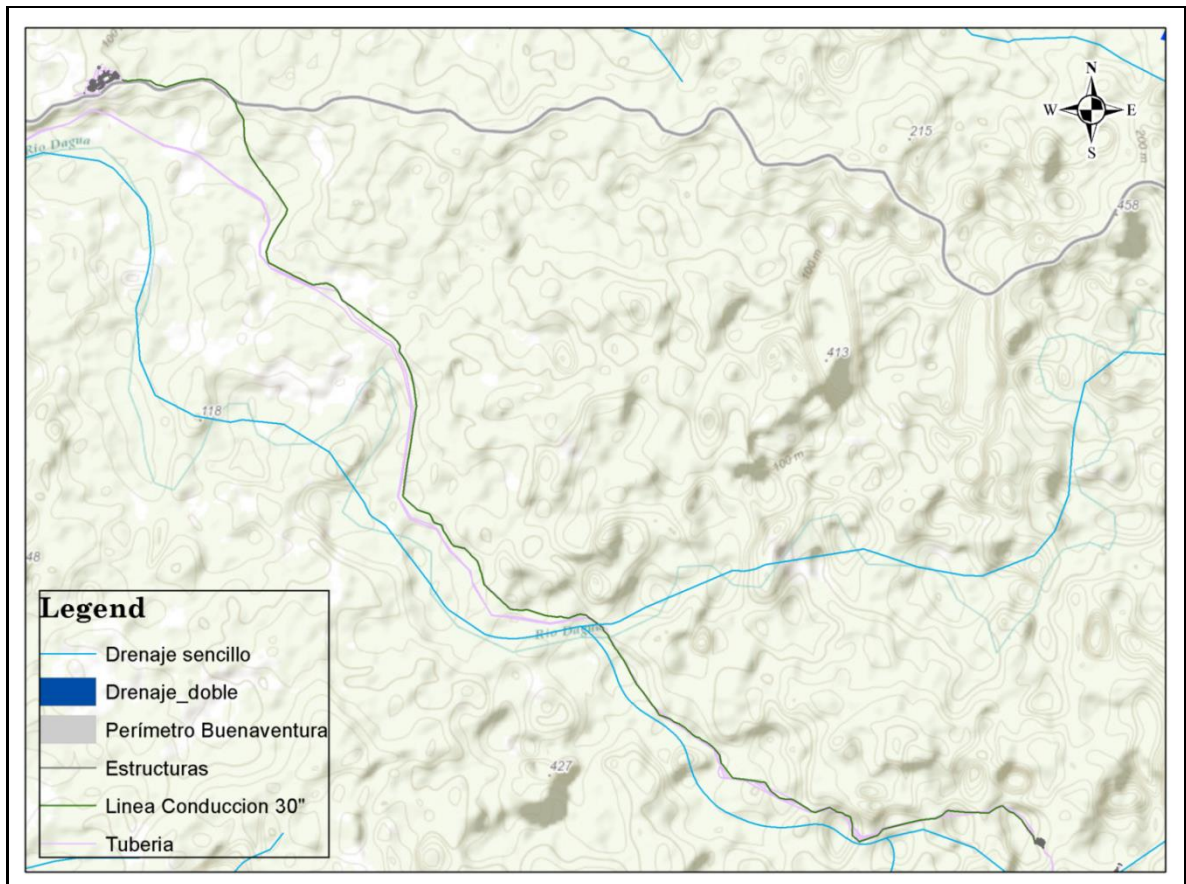 100
N
W E
S
Rio Dagua
215
200 m
458
100 m
413
118
100 m
48
Rio Dagua
427
Legend
Drenaje sencillo
Drenaje_doble
Perímetro Buenaventura
Estructuras
Linea Conduccion 30"
Tuberia